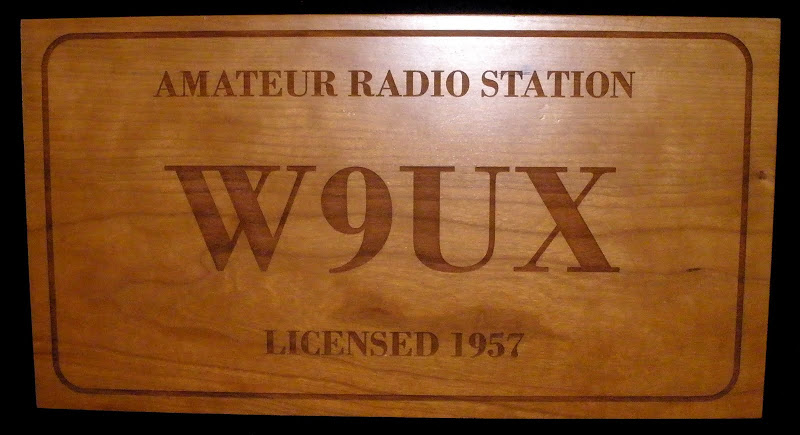 AMATEUR RADIO STATION
W9UX
LICENSED 1957